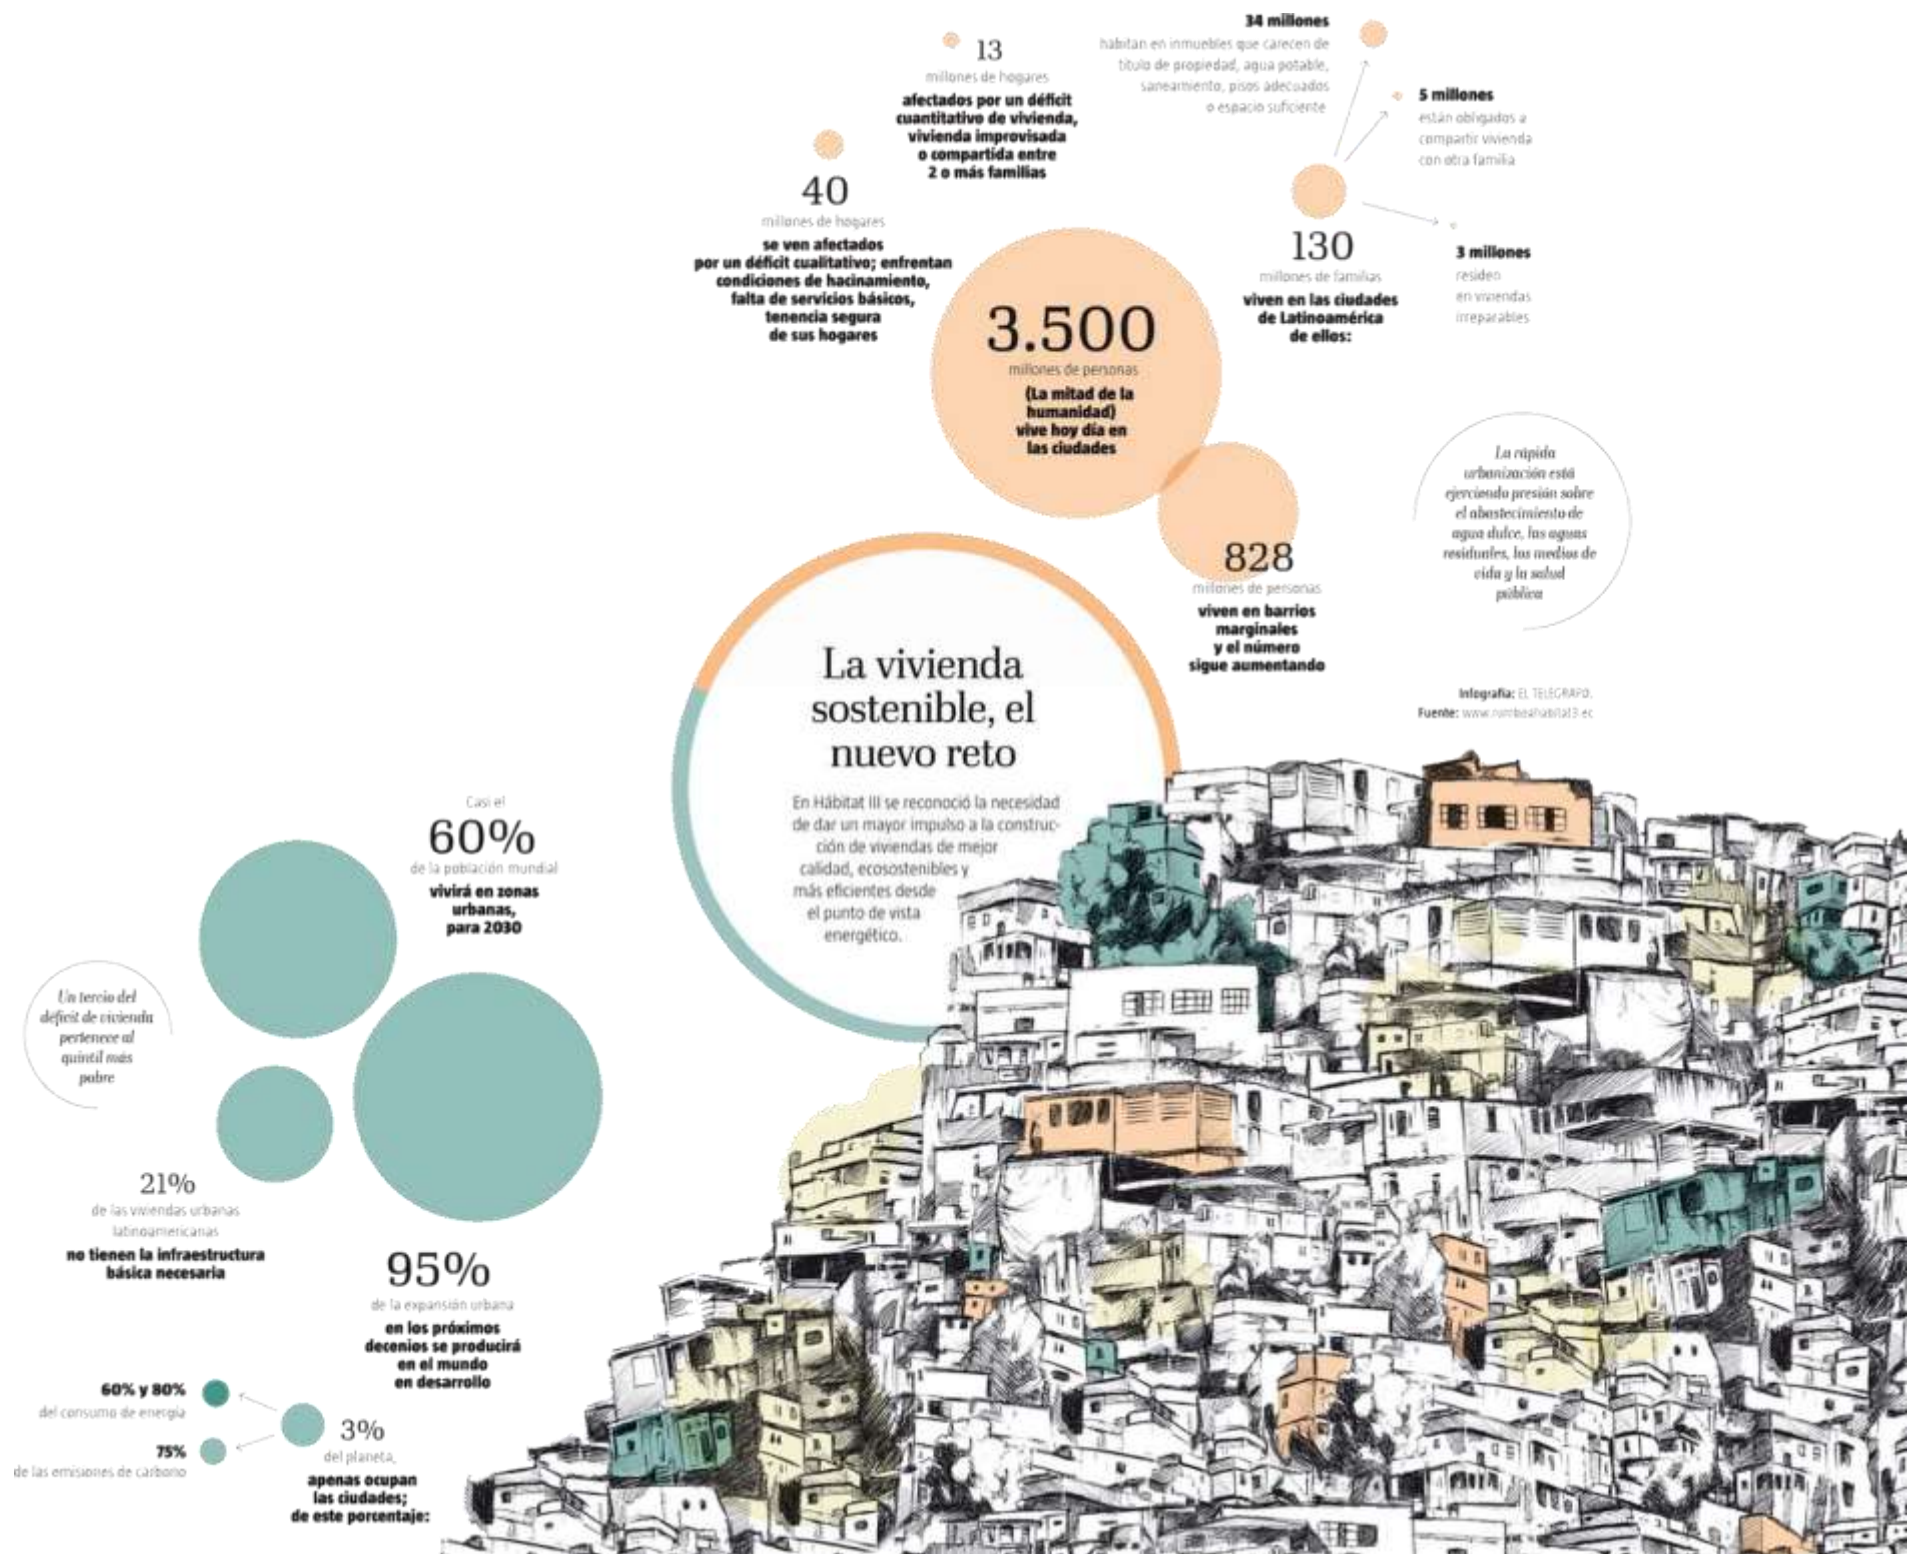 34 millones
habitan en inmuebles que carecen de
título de propiedad, agua potable,
saneamiento, pisos adecuados
o espacio suficiente
13
millones de hogares
afectados por un déficit
cuantitativo de vivienda,
vivienda improvisada
o compartida entre
2 o más familias
5 millones
están obligados a
compartir vivienda
con otra familia
40
millones de hogares
se ven afectados
por un déficit cualitativo; enfrentan
condiciones de hacinamiento,
falta de servicios básicos,
tenencia segura
de sus hogares
130
millones de familias
viven en las ciudades
de Latinoamérica
de ellos:
3 millones
residen
en viviendas
irreparables
3.500
millones de personas
(La mitad de la
humanidad)
vive hoy día en
las ciudades
La rápida
urbanización está
ejerciendo presión sobre
el abastecimiento de
agua dulce, las aguas
residuales, los medios de
vida y la salud
pública
828
millones de personas
viven en barrios
marginales
y el número
sigue aumentando
Infografía: EL TELÉGRAFO.
Fuente: www.rumboahabitat3.ec
La vivienda
sostenible, el
nuevo reto
En Hábitat III se reconoció la necesidad
de dar un mayor impulso a la construc-
ción de viviendas de mejor
calidad, ecosostenibles y
más eficientes desde
el punto de vista
energético.
Casi el
60%
de la población mundial
vivirá en zonas
urbanas,
para 2030
Un tercio del
déficit de vivienda
pertenece al
quintil más
pobre
21%
de las viviendas urbanas
latinoamericanas
no tienen la infraestructura
básica necesaria
95%
de la expansión urbana
en los próximos
decenios se producirá
en el mundo
en desarrollo
60% y 80%
del consumo de energía
75%
de las emisiones de carbono
3%
del planeta,
apenas ocupan
las ciudades;
de este porcentaje: